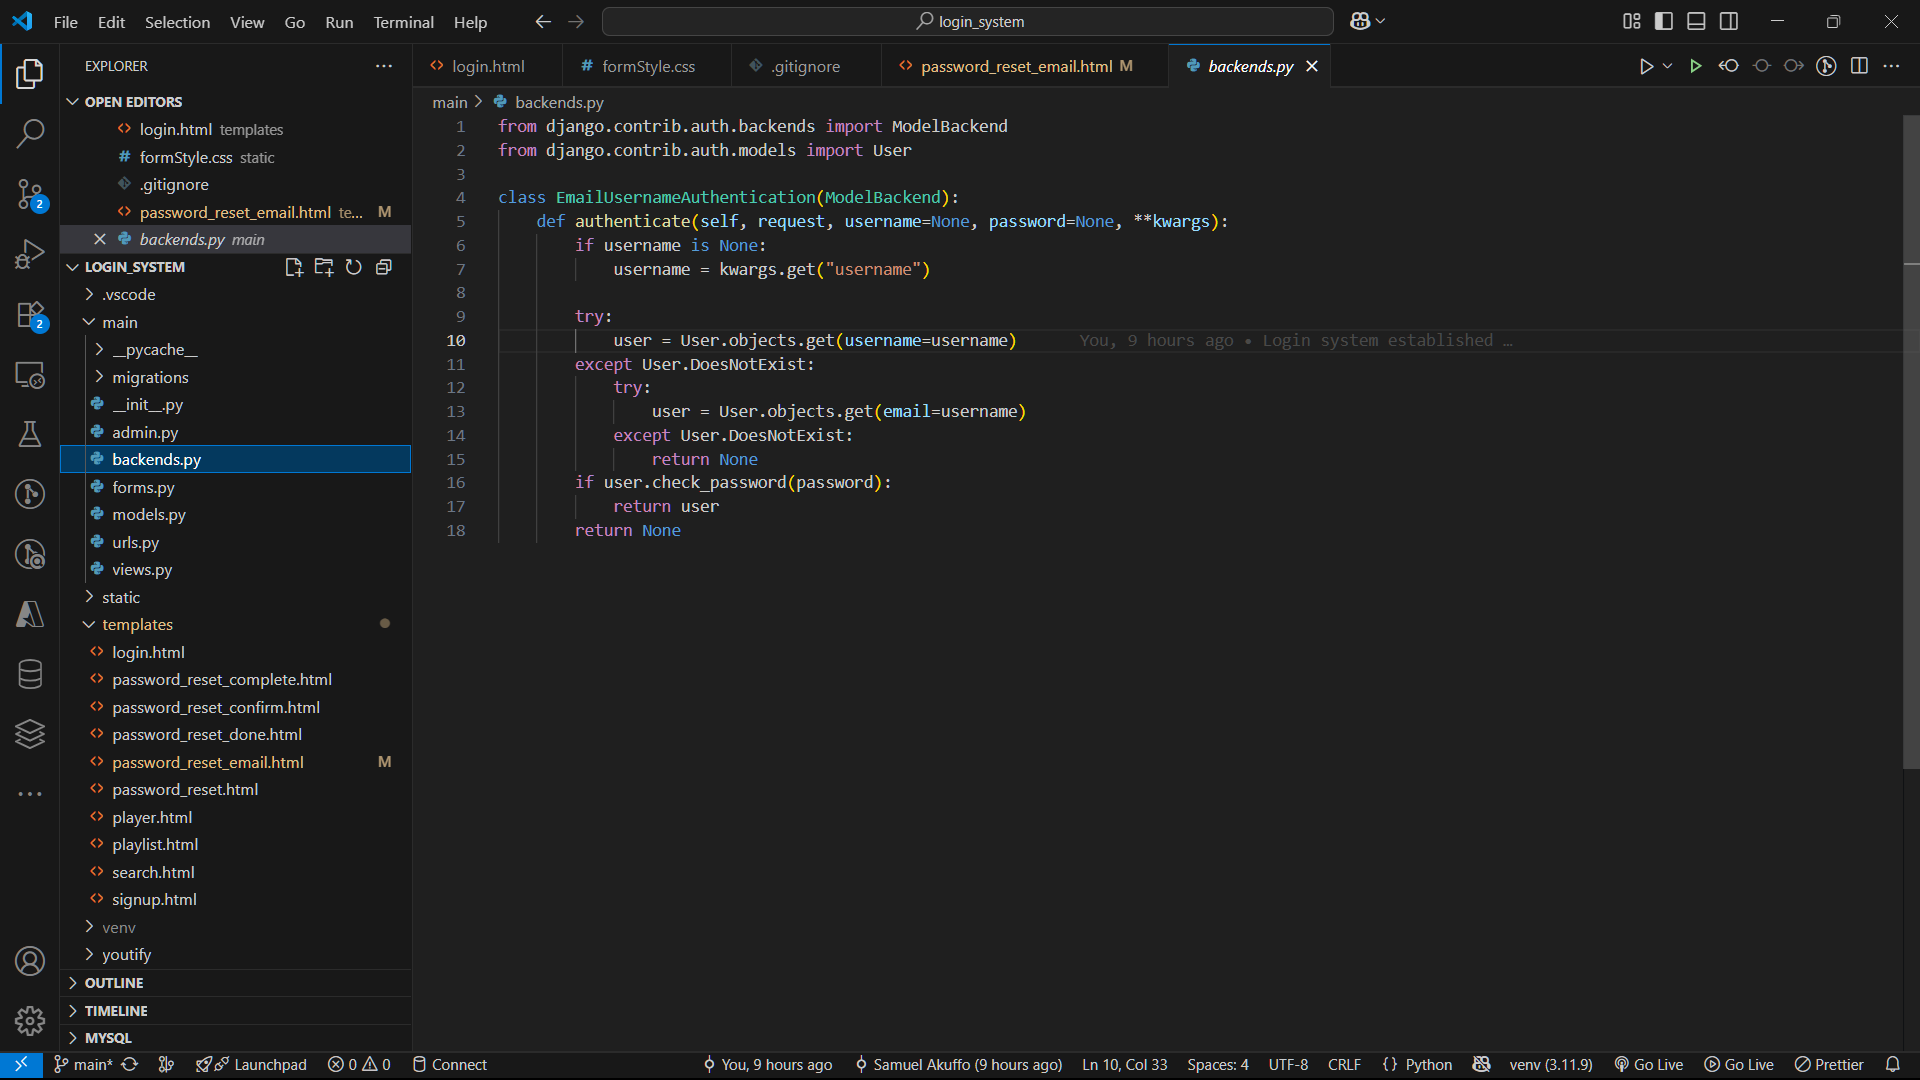 File Edit Selection View Go Run Terminal Help login_system
EXPLORER
OPEN EDITORS
login.html templates
formStyle.css static
.gitignore
password_reset_email.html te... M
backends.py main
LOGIN_SYSTEM
.vscode
main
__pycache__
migrations
__init__.py
admin.py
backends.py
forms.py
models.py
urls.py
views.py
static
templates
login.html
password_reset_complete.html
password_reset_confirm.html
password_reset_done.html
password_reset_email.html M
password_reset.html
player.html
playlist.html
search.html
signup.html
venv
youtify
OUTLINE
TIMELINE
MYSQL
2
2
login.html formStyle.css .gitignore password_reset_email.html M backends.py
main > backends.py
1 from django.contrib.auth.backends import ModelBackend
2 from django.contrib.auth.models import User
3
4 class EmailUsernameAuthentication(ModelBackend):
5 def authenticate(self, request, username=None, password=None, **kwargs):
6 if username is None:
7 username = kwargs.get("username")
8
9 try:
10 user = User.objects.get(username=username) You, 9 hours ago • Login system established …
11 except User.DoesNotExist:
12 try:
13 user = User.objects.get(email=username)
14 except User.DoesNotExist:
15 return None
16 if user.check_password(password):
17 return user
18 return None
main* Launchpad 0 0 Connect You, 9 hours ago Samuel Akuffo (9 hours ago) Ln 10, Col 33 Spaces: 4 UTF-8 CRLF {} Python venv (3.11.9) Go Live Go Live Prettier